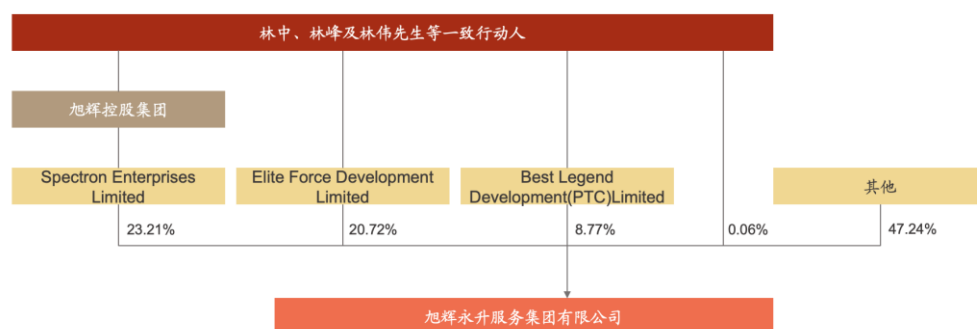 林中、林峰及林伟先生等一致行动人
旭辉控股集团
Spectron Enterprises
Limited
Elite Force Development
Limited
Best Legend
Development(PTC)Limited
其他
23.21%
20.72%
8.77%
0.06%
47.24%
旭辉永升服务集团有限公司